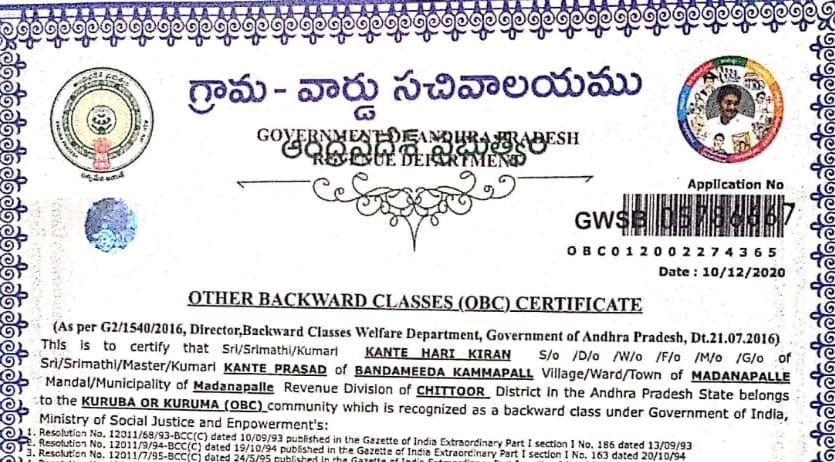 గ్రామ - వార్డు సచివాలయము
GOVERNMENT OF ANDHRA PRADESH
ఆంధ్రప్రదేశ్ ప్రభుత్వం
REVENUE DEPARTMENT
Application No
GWSB 05786667
OBC012002274365
Date : 10/12/2020
OTHER BACKWARD CLASSES (OBC) CERTIFICATE
(As per G2/1540/2016, Director,Backward Classes Welfare Department, Government of Andhra Pradesh, Dt.21.07.2016)
This is to certify that Sri/Srimathi/Kumari KANTE HARI KIRAN S/o /D/o /W/o /F/o /M/o /G/o of
Sri/Srimathi/Master/Kumari KANTE PRASAD of BANDAMEEDA KAMMAPALL Village/Ward/Town of MADANAPALLE
Mandal/Municipality of Madanapalle Revenue Division of CHITTOOR District in the Andhra Pradesh State belongs
to the KURUBA OR KURUMA (OBC) community which is recognized as a backward class under Government of India,
Ministry of Social Justice and Enpowerment's:
1. Resolution No. 12011/68/93-BCC(C) dated 10/09/93 published in the Gazette of India Extraordinary Part I section I No. 186 dated 13/09/93
2. Resolution No. 12011/9/94-BCC(C) dated 19/10/94 published in the Gazette of India Extraordinary Part I section I No. 163 dated 20/10/94
3. Resolution No. 12011/7/95-BCC(C) dated 24/5/95 published in the Gazette of India Extraordinary